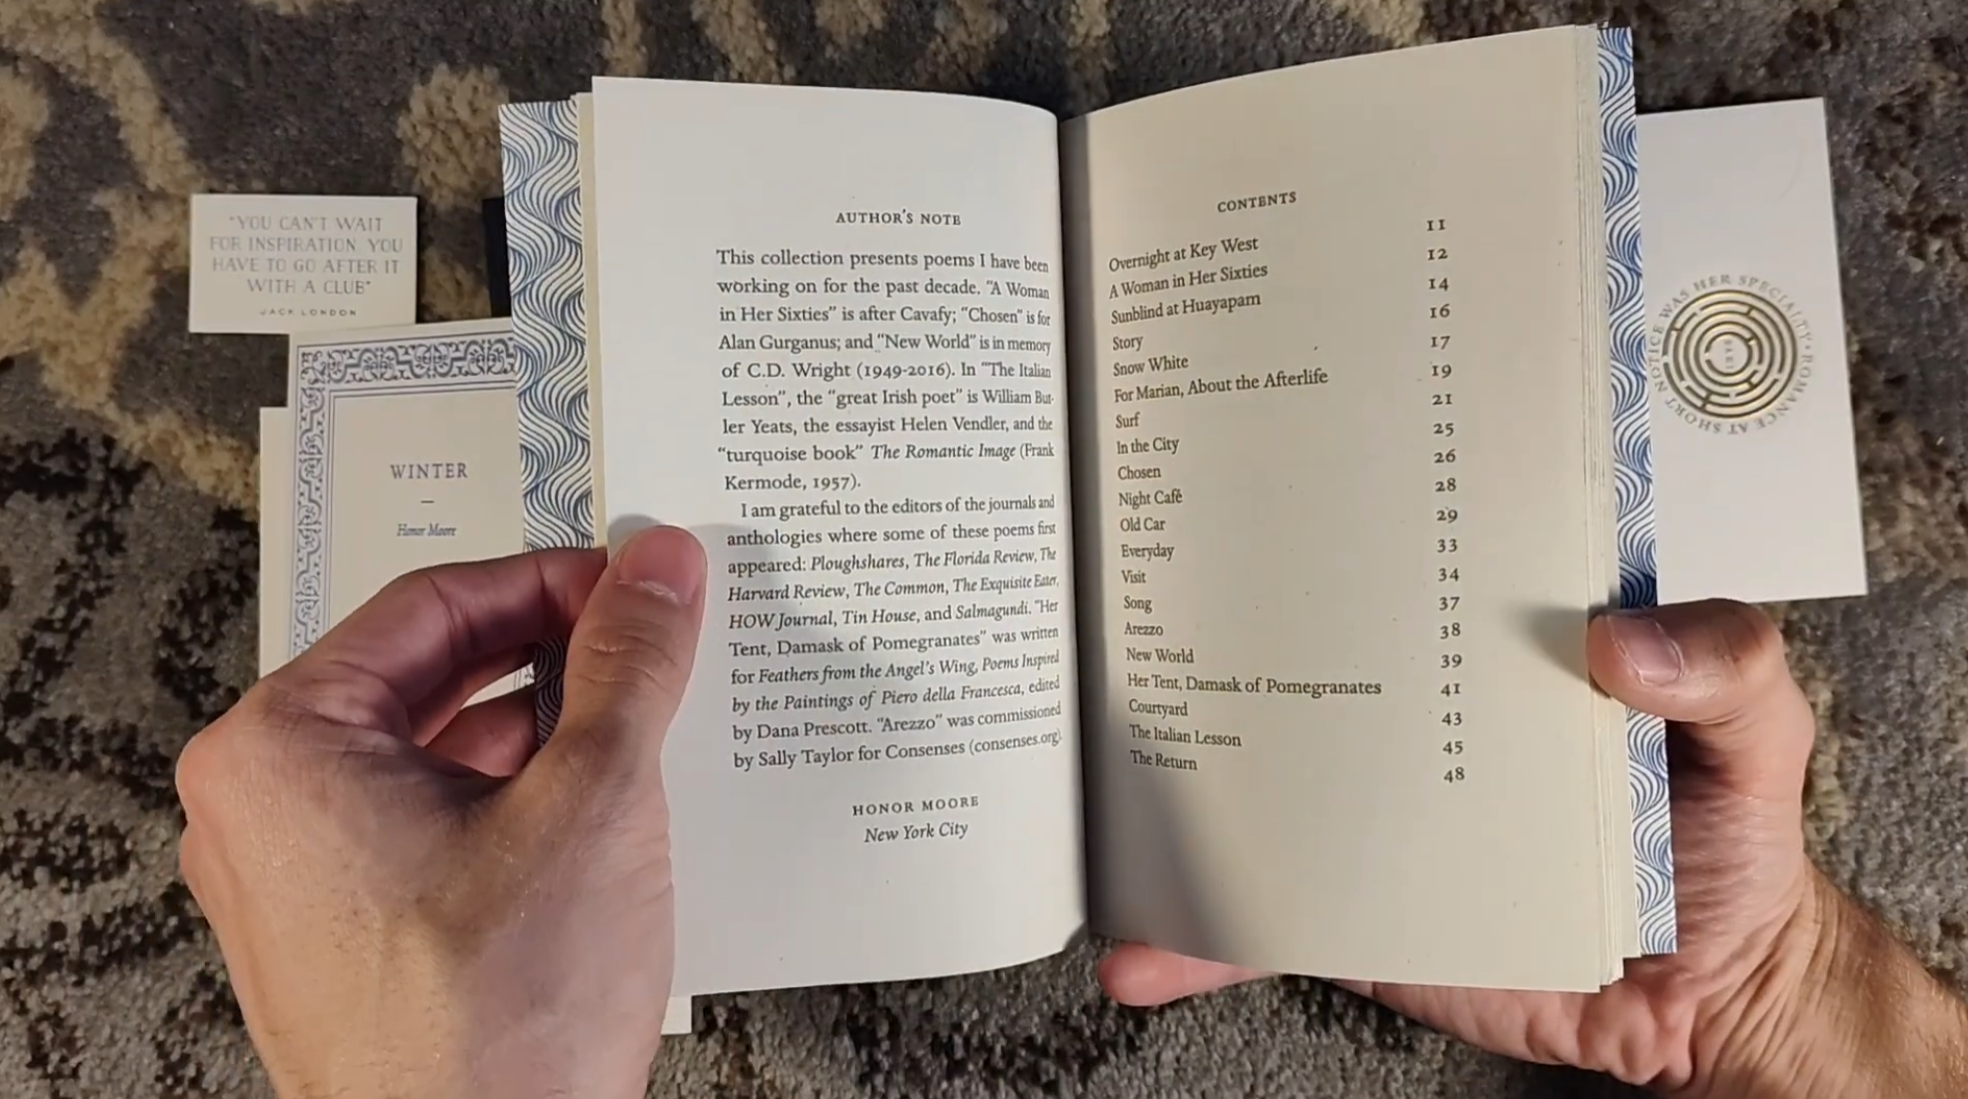 "YOU CAN'T WAIT
FOR INSPIRATION, YOU
HAVE TO GO AFTER IT
WITH A CLUB"
JACK LONDON
WINTER
—
Honor Moore
AUTHOR'S NOTE
This collection presents poems I have been
working on for the past decade. "A Woman
in Her Sixties" is after Cavafy; "Chosen" is for
Alan Gurganus; and "New World" is in memory
of C.D. Wright (1949-2016). In "The Italian
Lesson", the "great Irish poet" is William But-
ler Yeats, the essayist Helen Vendler, and the
"turquoise book" The Romantic Image (Frank
Kermode, 1957).
I am grateful to the editors of the journals and
anthologies where some of these poems first
appeared: Ploughshares, The Florida Review, The
Harvard Review, The Common, The Exquisite Eater,
HOW Journal, Tin House, and Salmagundi. "Her
Tent, Damask of Pomegranates" was written
for Feathers from the Angel's Wing, Poems Inspired
by the Paintings of Piero della Francesca, edited
by Dana Prescott. "Arezzo" was commissioned
by Sally Taylor for Consenses (consenses.org).
HONOR MOORE
New York City
CONTENTS
Overnight at Key West 11
A Woman in Her Sixties 12
Sunblind at Huayapam 14
Story 16
Snow White 17
For Marian, About the Afterlife 19
Surf 21
In the City 25
Chosen 26
Night Café 28
Old Car 29
Everyday 33
Visit 34
Song 37
Arezzo 38
New World 39
Her Tent, Damask of Pomegranates 41
Courtyard 43
The Italian Lesson 45
The Return 48
ROMANCE AT SHORT NOTICE WAS HER SPECIALTY